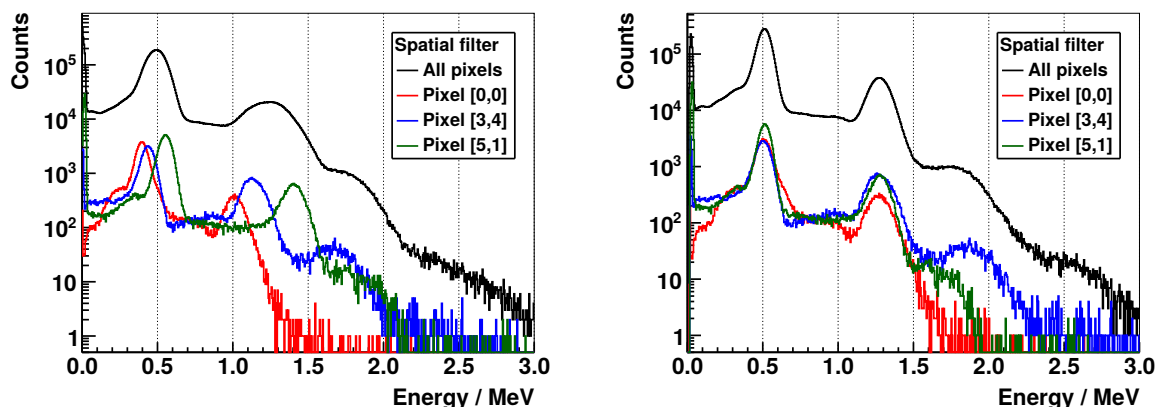 Counts
10⁵
10⁴
10³
10²
10
1
0.0 0.5 1.0 1.5 2.0 2.5 3.0
Energy / MeV
Spatial filter
All pixels
Pixel [0,0]
Pixel [3,4]
Pixel [5,1]
Counts
10⁵
10⁴
10³
10²
10
1
0.0 0.5 1.0 1.5 2.0 2.5 3.0
Energy / MeV
Spatial filter
All pixels
Pixel [0,0]
Pixel [3,4]
Pixel [5,1]